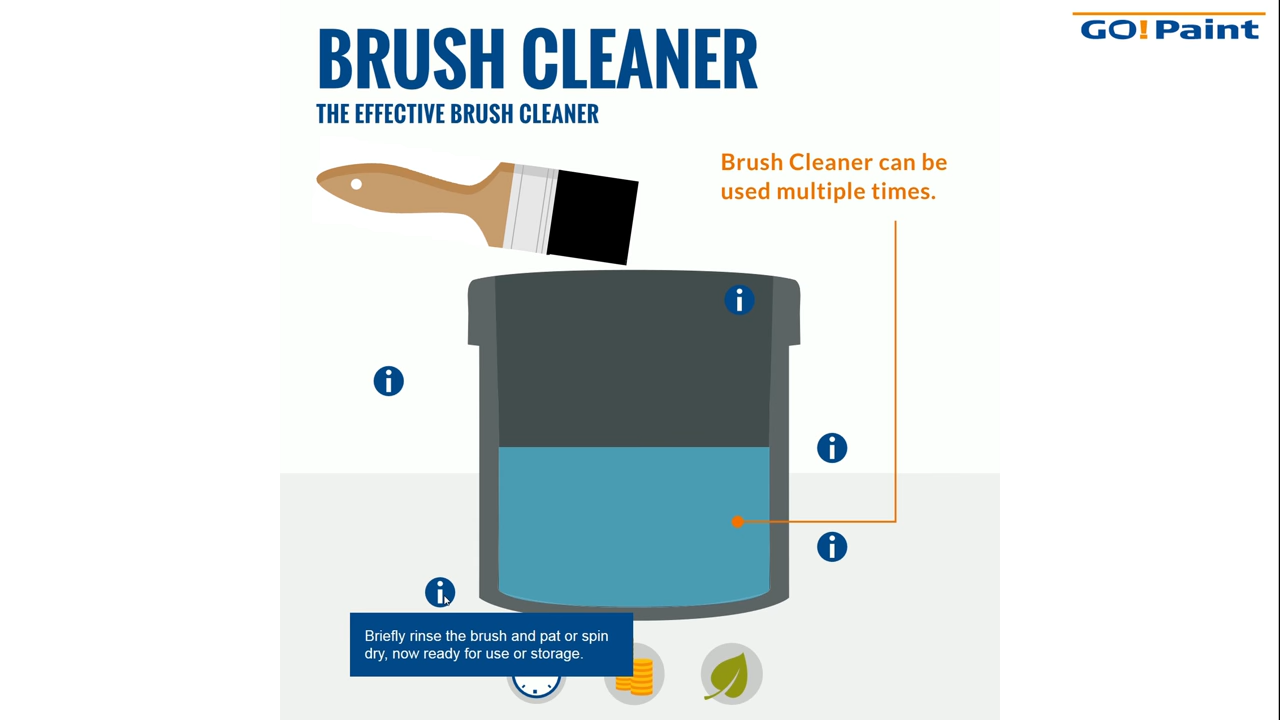 GO!Paint
BRUSH CLEANER
THE EFFECTIVE BRUSH CLEANER
Brush Cleaner can be
used multiple times.
i
i
i
i
i
Briefly rinse the brush and pat or spin
dry, now ready for use or storage.